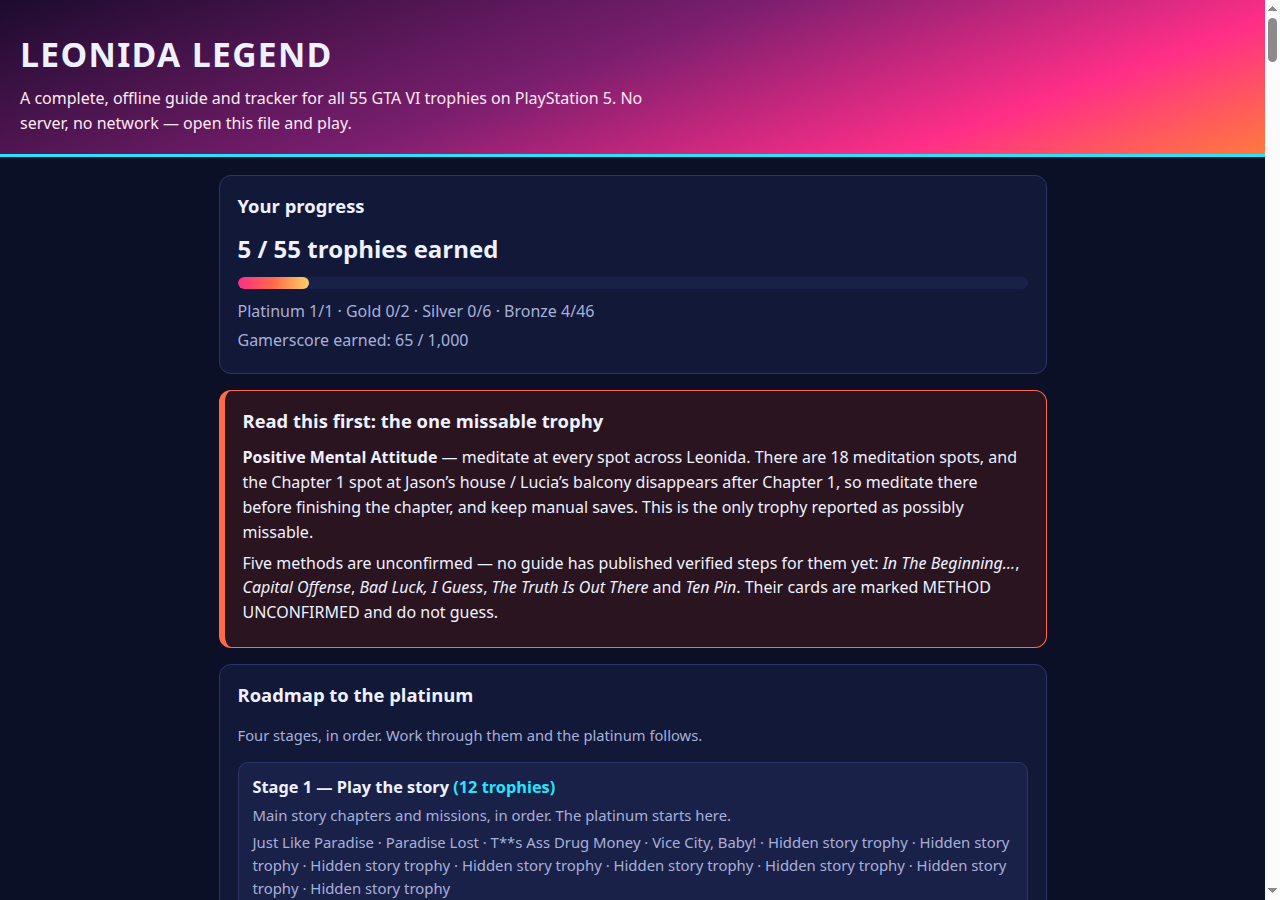 LEONIDA LEGEND
A complete, offline guide and tracker for all 55 GTA VI trophies on PlayStation 5. No
server, no network — open this file and play.
Your progress
5 / 55 trophies earned
Platinum 1/1 · Gold 0/2 · Silver 0/6 · Bronze 4/46
Gamerscore earned: 65 / 1,000
Read this first: the one missable trophy
Positive Mental Attitude — meditate at every spot across Leonida. There are 18 meditation spots, and
the Chapter 1 spot at Jason’s house / Lucia’s balcony disappears after Chapter 1, so meditate there
before finishing the chapter, and keep manual saves. This is the only trophy reported as possibly
missable.
Five methods are unconfirmed — no guide has published verified steps for them yet: In The Beginning…,
Capital Offense, Bad Luck, I Guess, The Truth Is Out There and Ten Pin. Their cards are marked METHOD
UNCONFIRMED and do not guess.
Roadmap to the platinum
Four stages, in order. Work through them and the platinum follows.
Stage 1 — Play the story (12 trophies)
Main story chapters and missions, in order. The platinum starts here.
Just Like Paradise · Paradise Lost · T**s Ass Drug Money · Vice City, Baby! · Hidden story trophy · Hidden story
trophy · Hidden story trophy · Hidden story trophy · Hidden story trophy · Hidden story trophy · Hidden story
trophy · Hidden story trophy